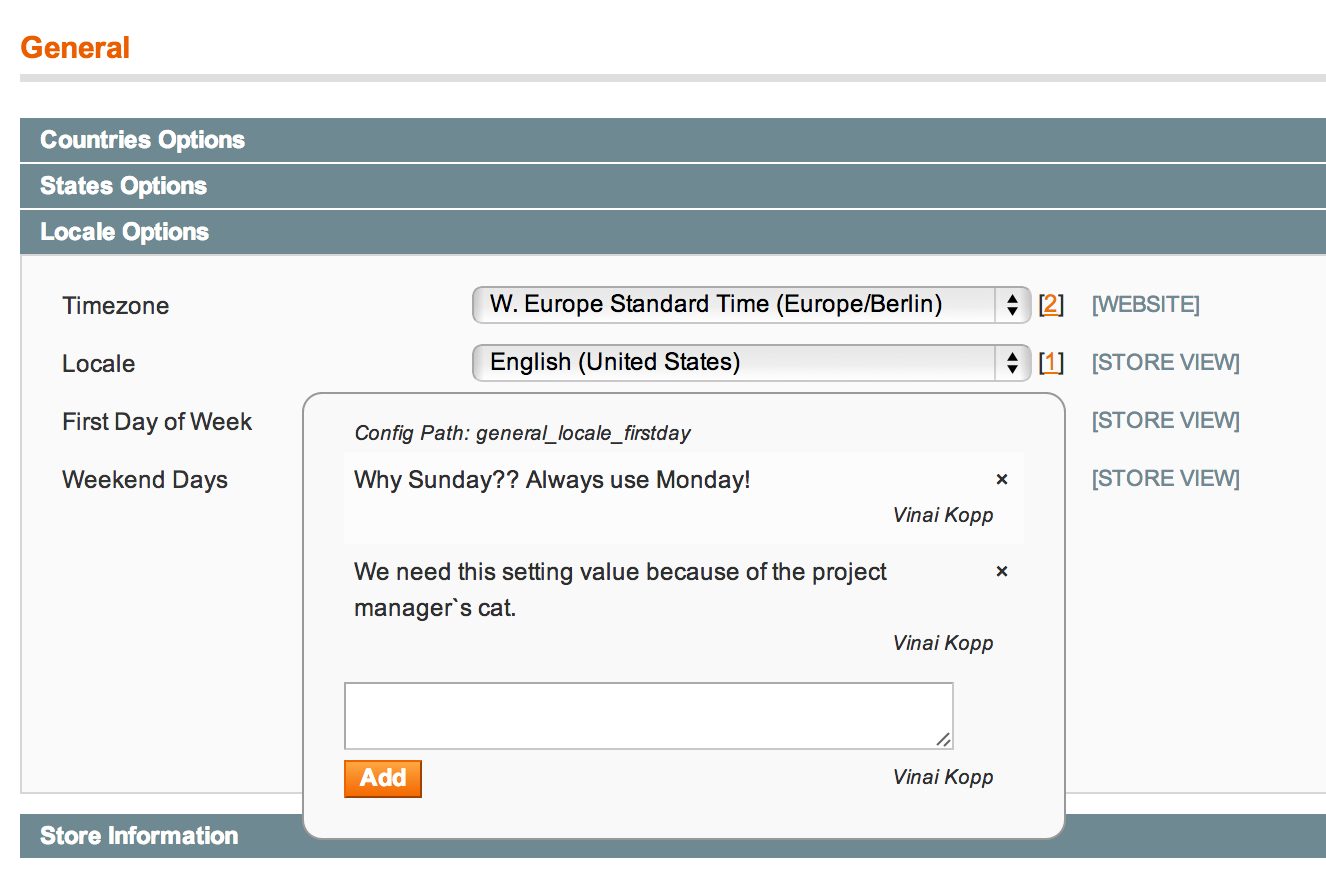 General
Countries Options
States Options
Locale Options
Timezone W. Europe Standard Time (Europe/Berlin) [2] [WEBSITE]
Locale English (United States) [1] [STORE VIEW]
First Day of Week [STORE VIEW]
Weekend Days [STORE VIEW]
Config Path: general_locale_firstday
Why Sunday?? Always use Monday! ×
Vinai Kopp
We need this setting value because of the project ×
manager`s cat.
Vinai Kopp
Add Vinai Kopp
Store Information